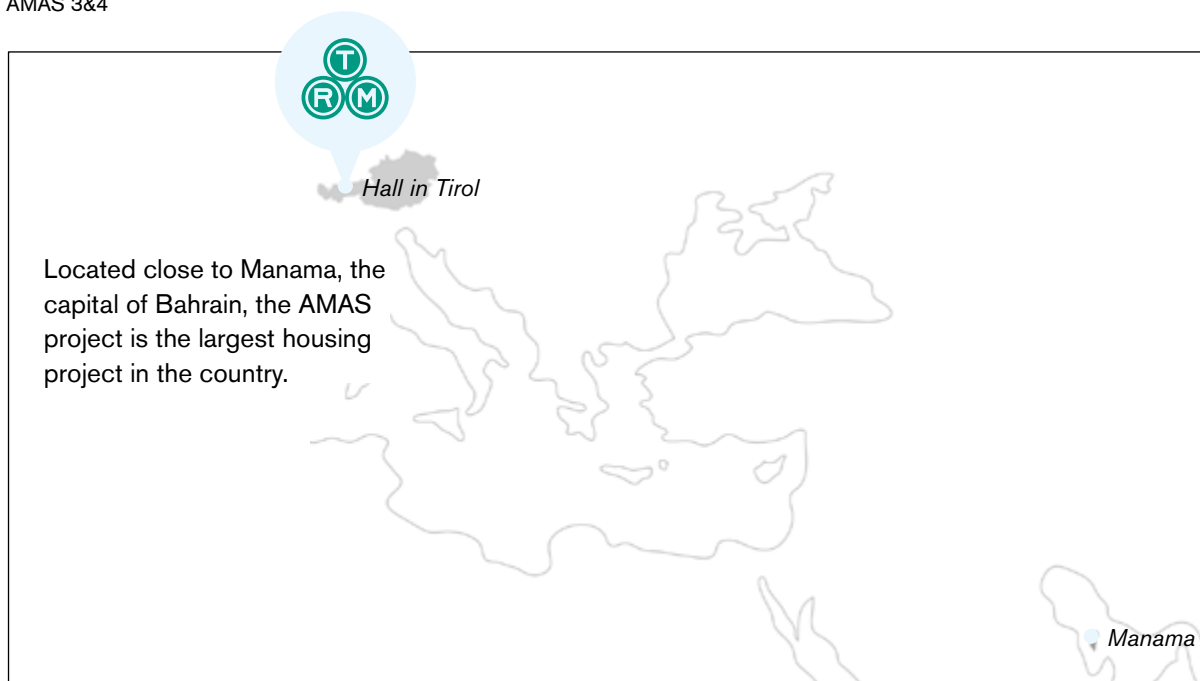 AMAS 3&4
T
R M
Hall in Tirol
Located close to Manama, the
capital of Bahrain, the AMAS
project is the largest housing
project in the country.
Manama